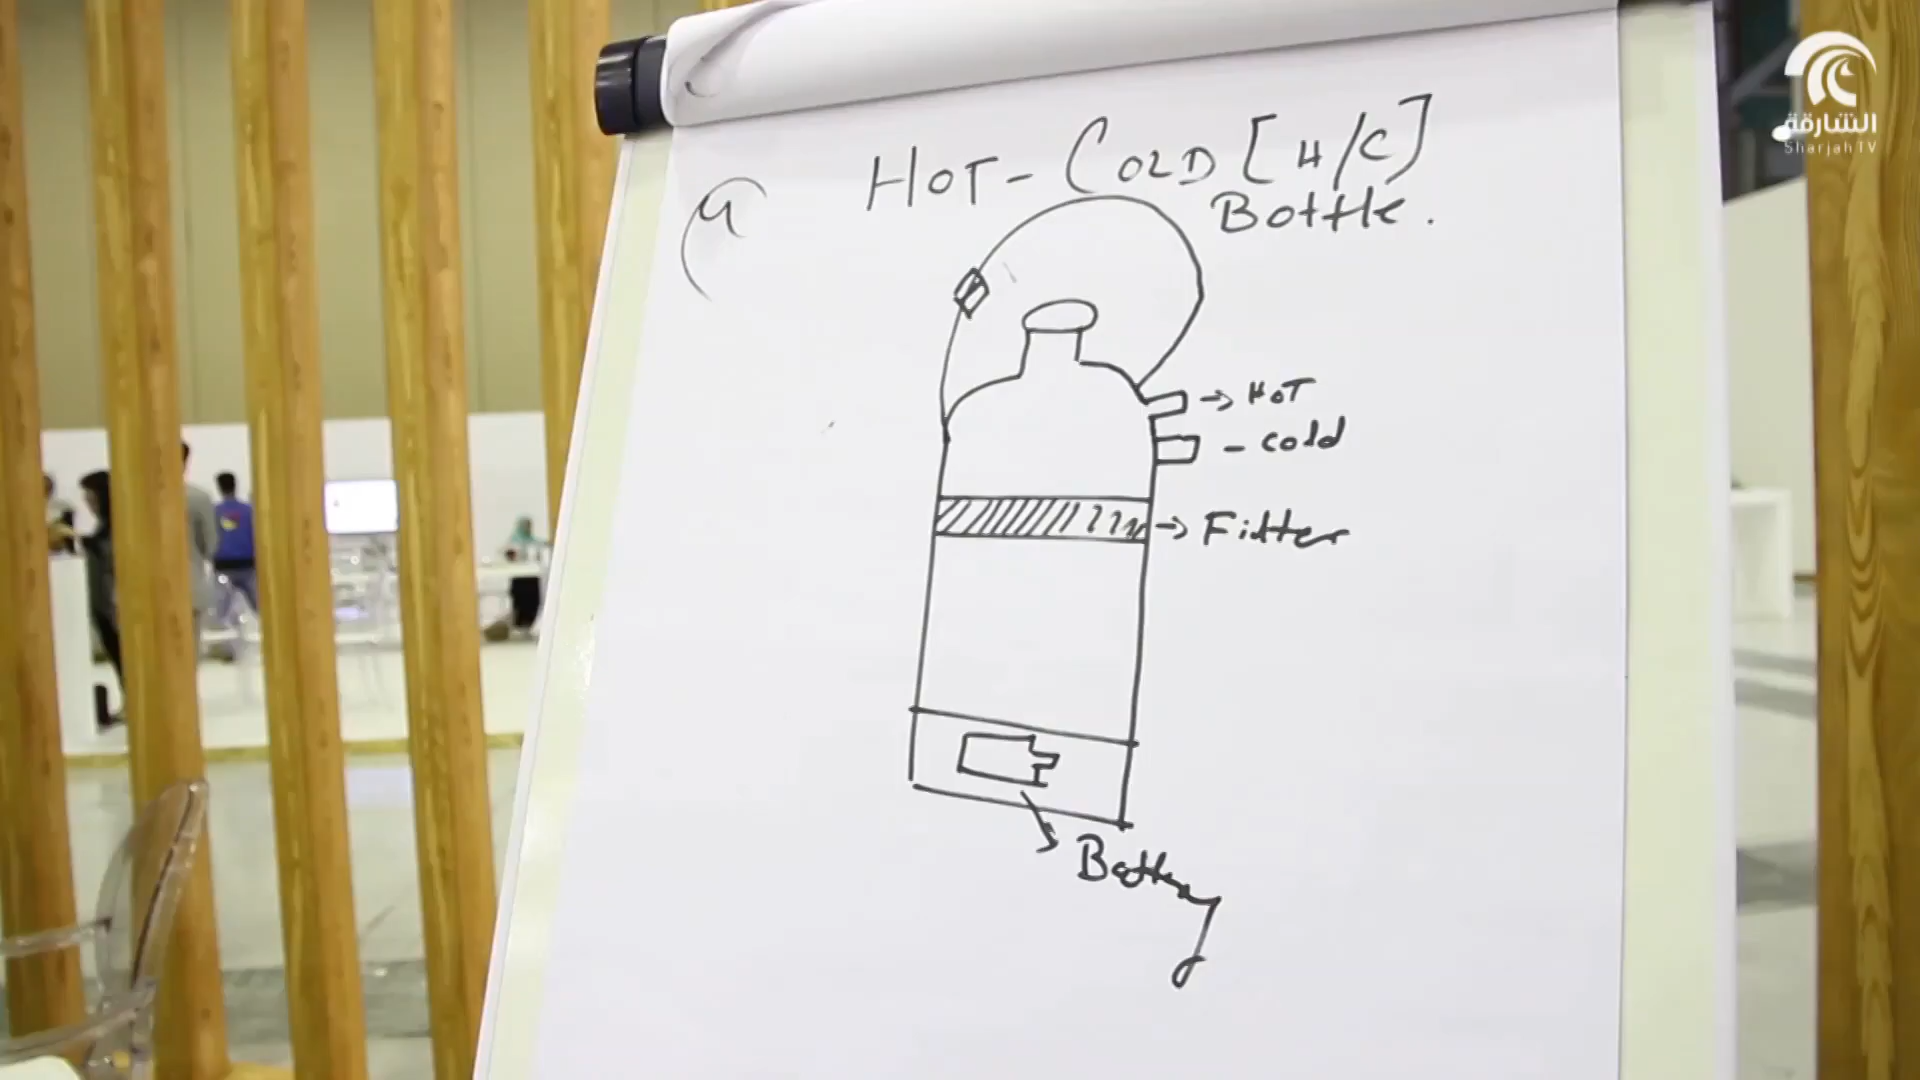 HOT-COLD [H/C]
Bottle.
a
→ HOT
- cold
→ Filter
Battery
الشارقة
Sharjah TV